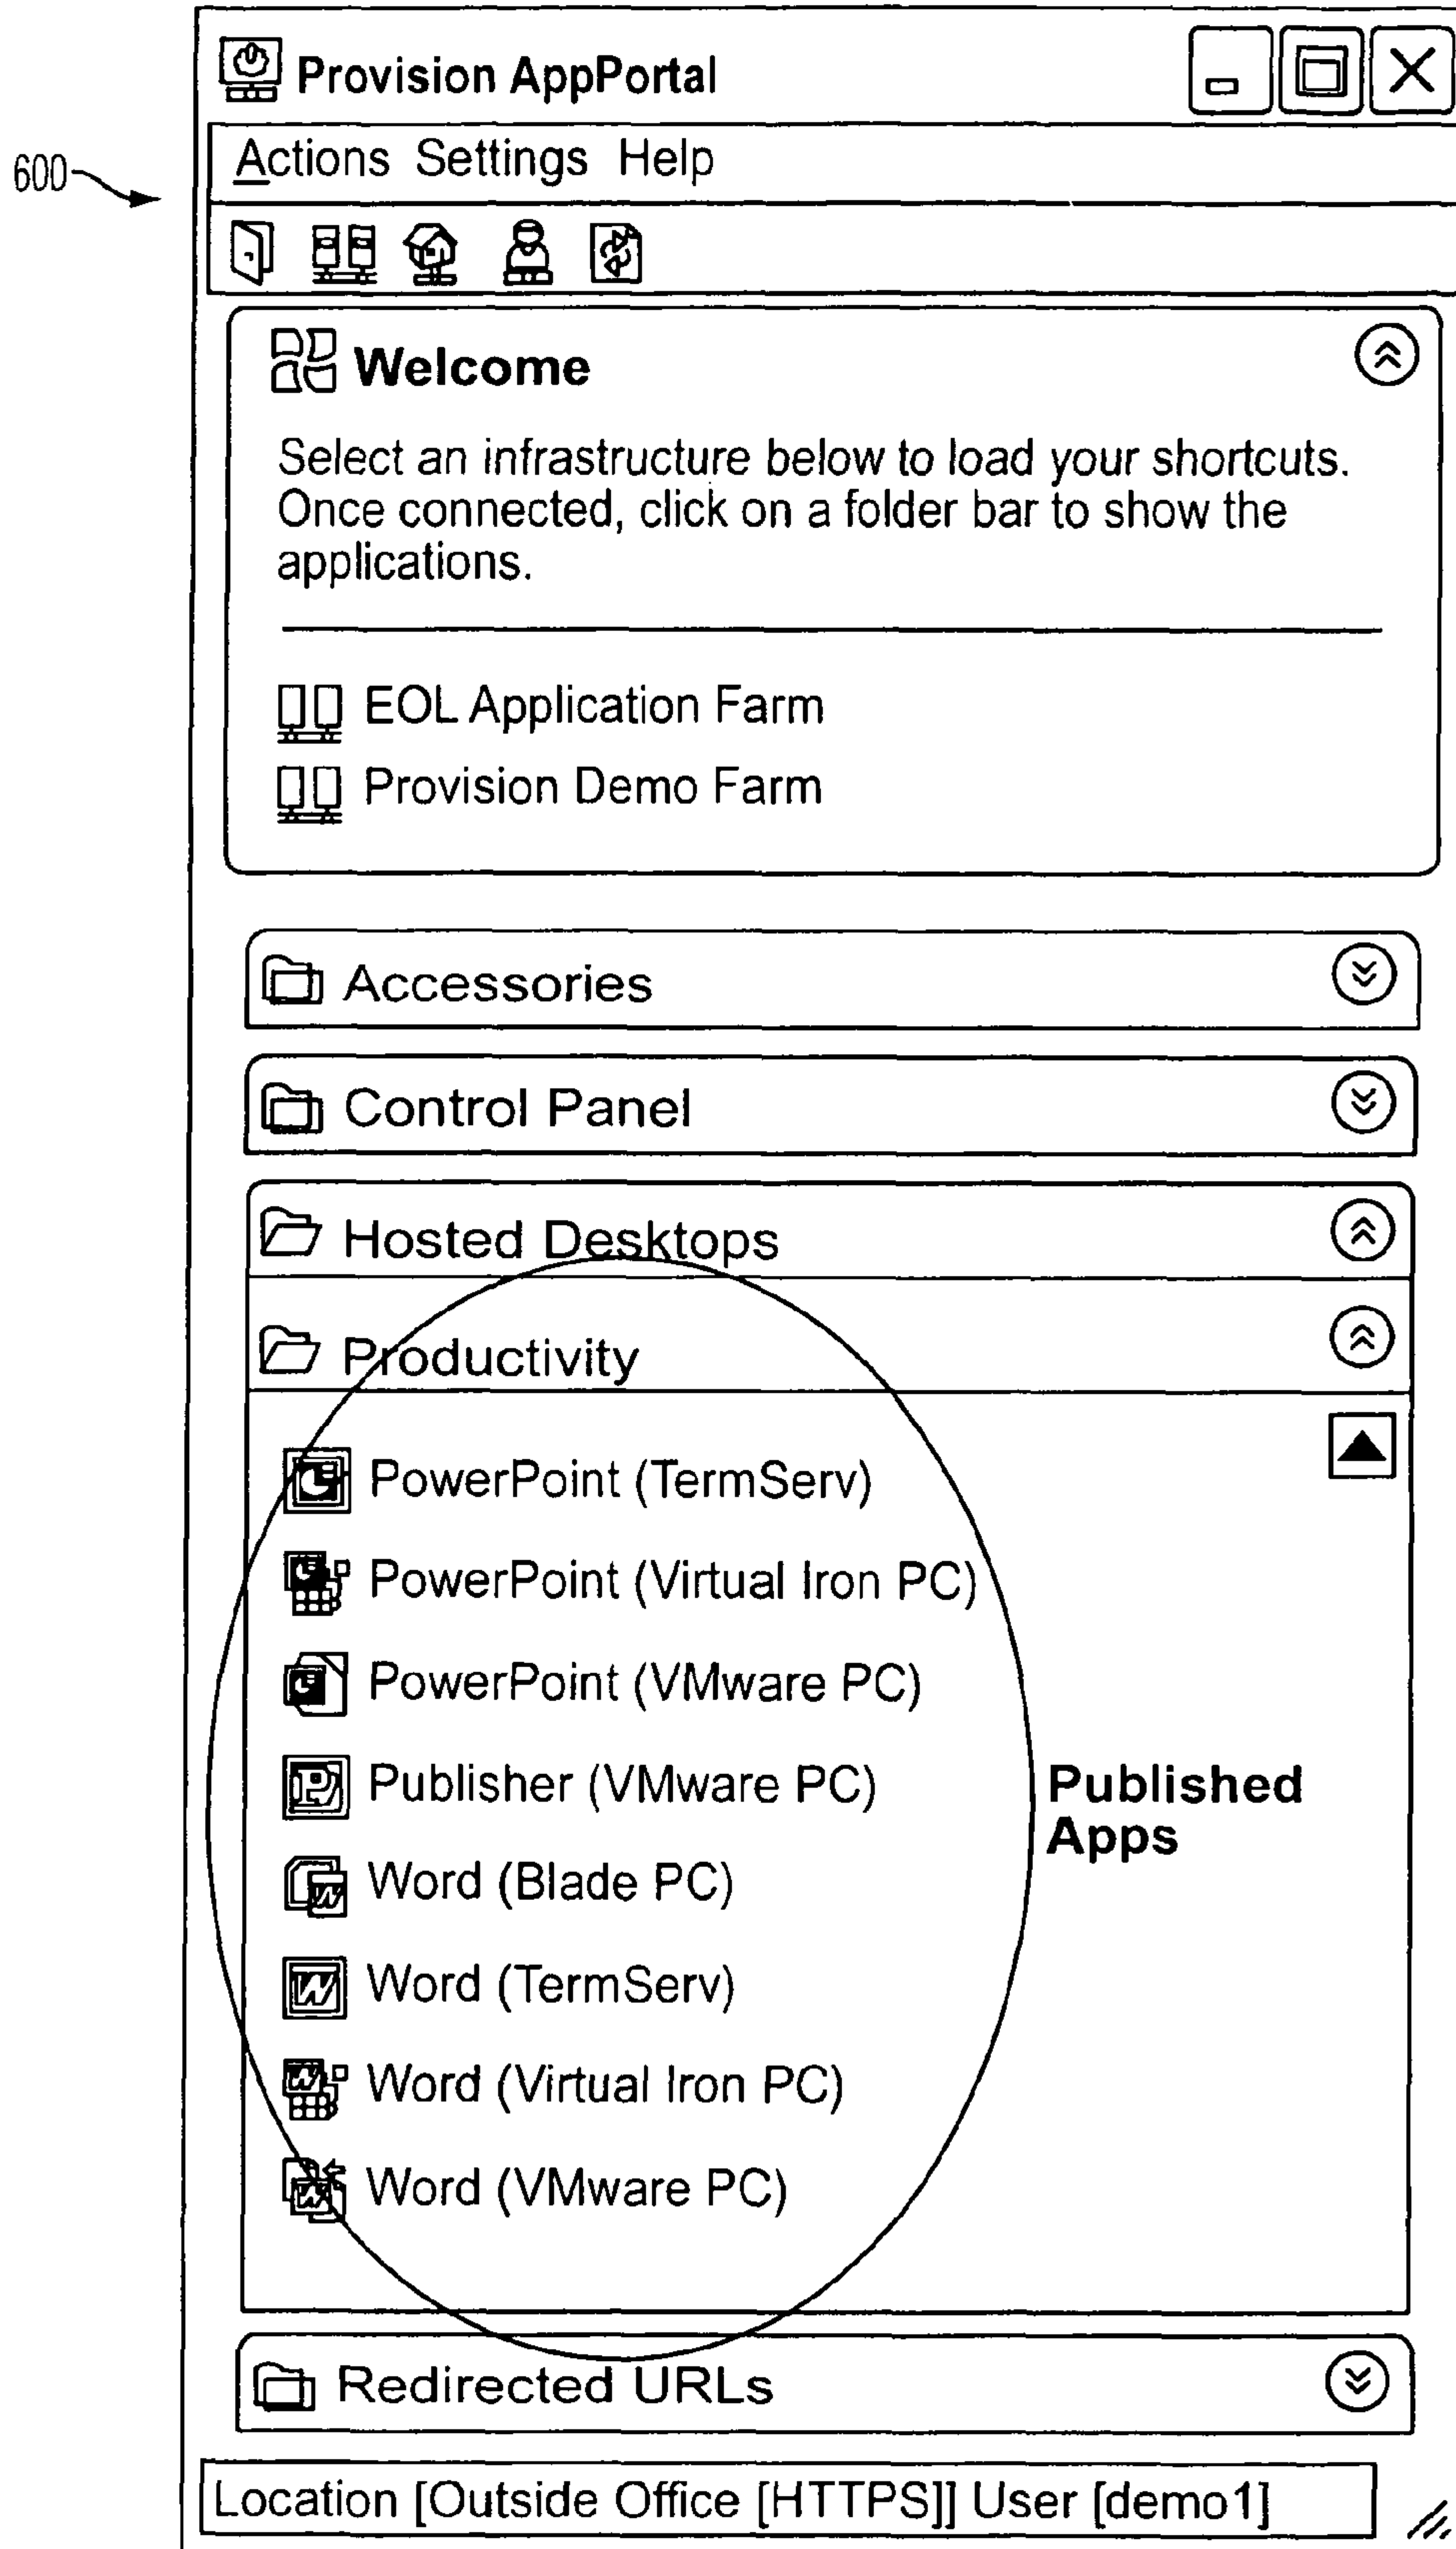 Provision AppPortal
600
Actions Settings Help
Welcome
Select an infrastructure below to load your shortcuts.
Once connected, click on a folder bar to show the
applications.
EOL Application Farm
Provision Demo Farm
Accessories
Control Panel
Hosted Desktops
Productivity
PowerPoint (TermServ)
PowerPoint (Virtual Iron PC)
PowerPoint (VMware PC)
Publisher (VMware PC)
Published
Apps
Word (Blade PC)
Word (TermServ)
Word (Virtual Iron PC)
Word (VMware PC)
Redirected URLs
Location [Outside Office [HTTPS]] User [demo1]